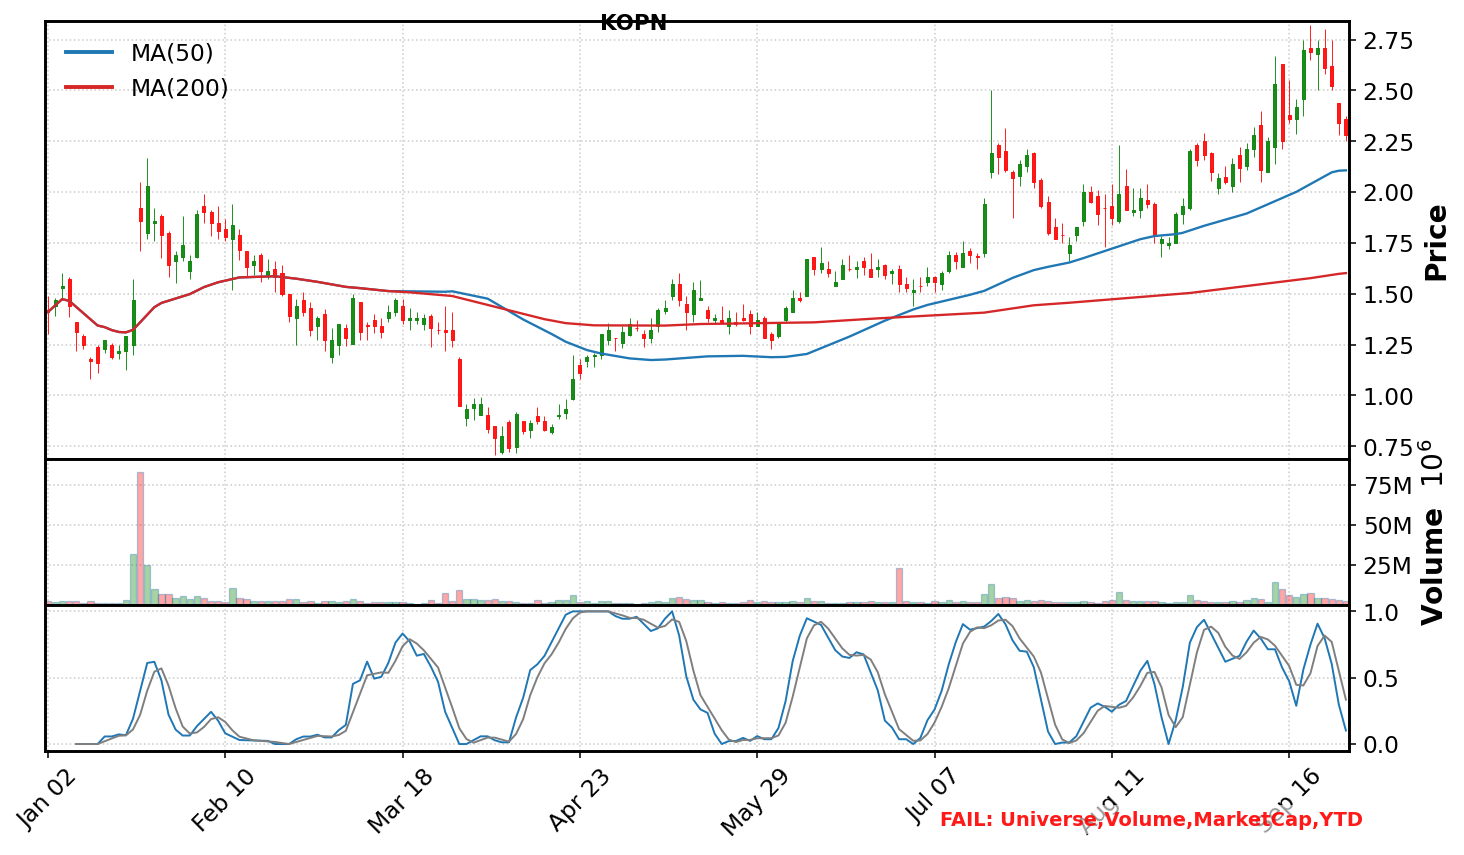 KOPN
MA(50)
MA(200)
2.75
2.50
2.25
2.00
1.75
1.50
1.25
1.00
0.75
Price
75M
50M
25M
Volume 10^6
1.0
0.5
0.0
Jan 02
Feb 10
Mar 18
Apr 23
May 29
Jul 07
Aug 11
Sep 16
FAIL: Universe,Volume,MarketCap,YTD